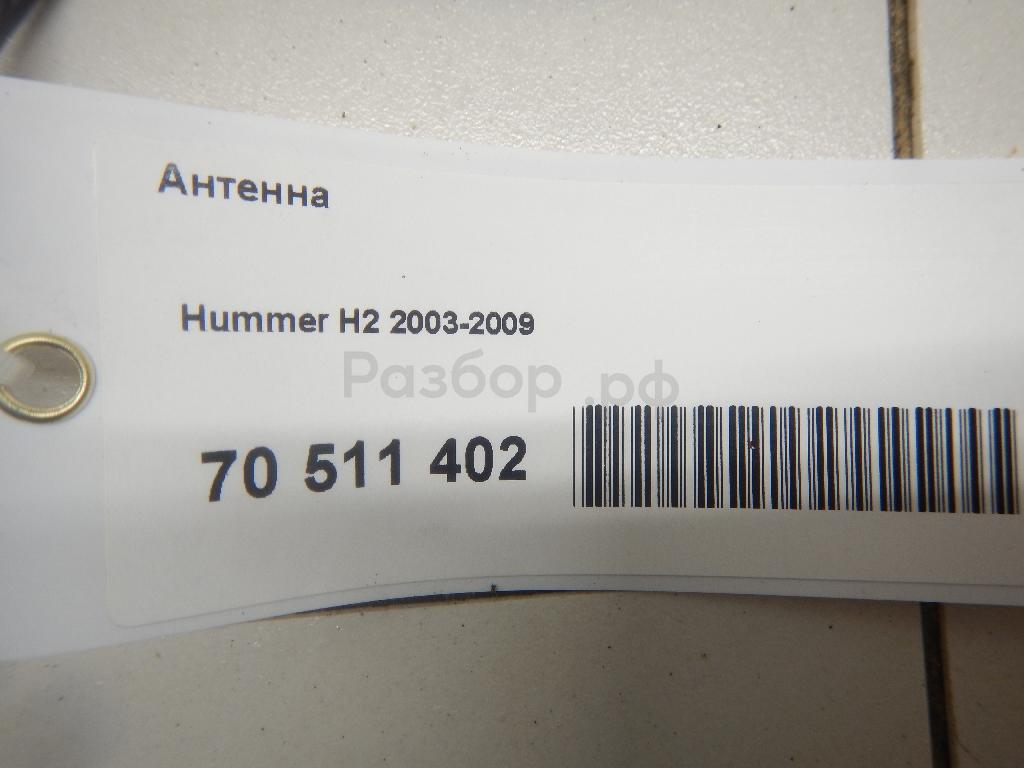 Антенна
Hummer H2 2003-2009
Разбор.рф
70 511 402